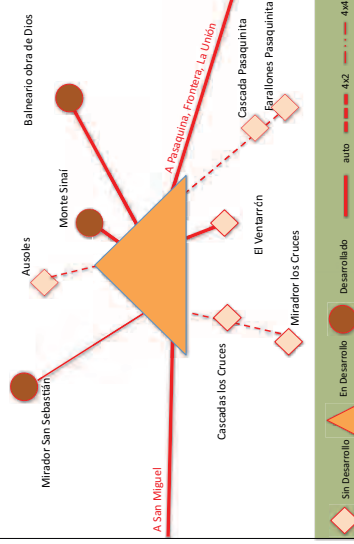 Balneario obra de Dios
Monte Sinaí
Ausoles
Mirador San Sebastián
A San Miguel
A Pasaquina, Frontera, La Unión
Cascada Pasaquinita
Farallones Pasaquinita
El Ventarrón
Cascadas los Cruces
Miradror los Cruces
Sin Desarrollo
En Desarrollo
Desarrollado
auto
4x2
4x4